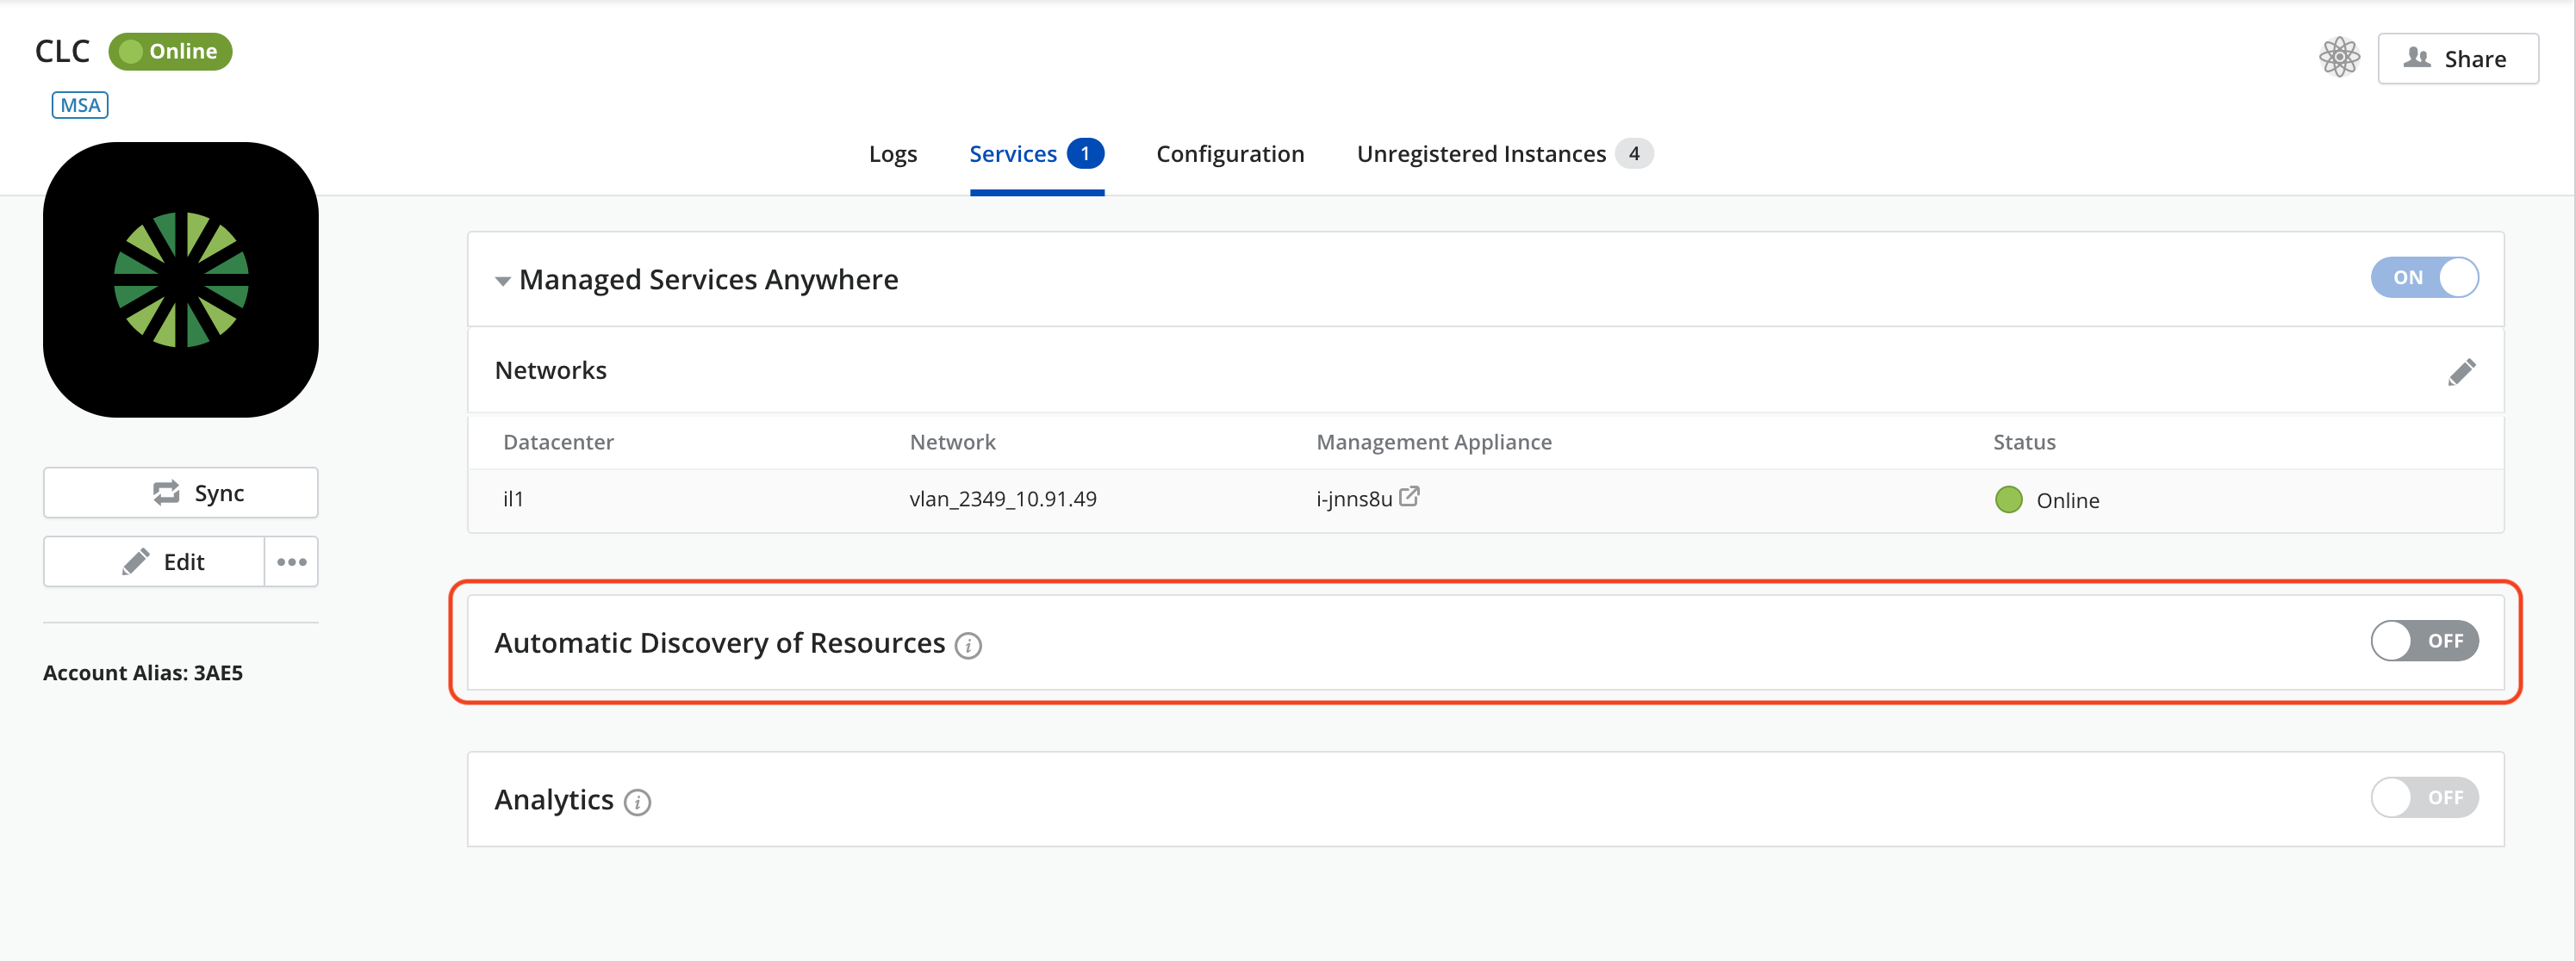 CLC Online
MSA
Share
Logs Services 1 Configuration Unregistered Instances 4
Sync
Edit
Account Alias: 3AE5
Managed Services Anywhere ON
Networks
Datacenter Network Management Appliance Status
il1 vlan_2349_10.91.49 i-jnns8u Online
Automatic Discovery of Resources i OFF
Analytics i OFF